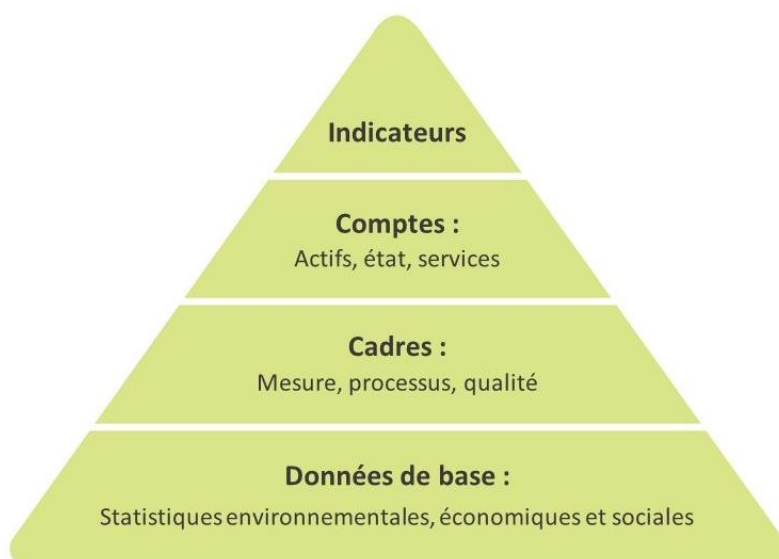 Indicateurs
Comptes :
Actifs, état, services
Cadres :
Mesure, processus, qualité
Données de base :
Statistiques environnementales, économiques et sociales